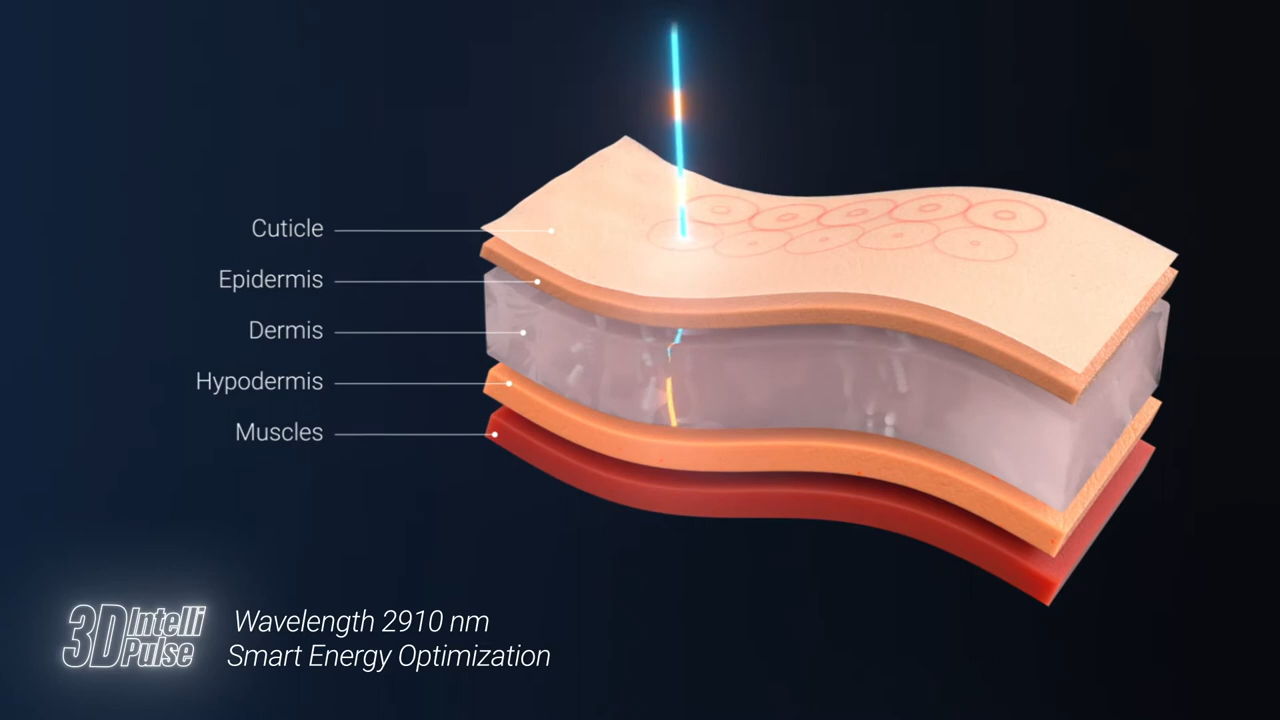 Cuticle
Epidermis
Dermis
Hypodermis
Muscles
3D Intelli
Pulse
Wavelength 2910 nm
Smart Energy Optimization